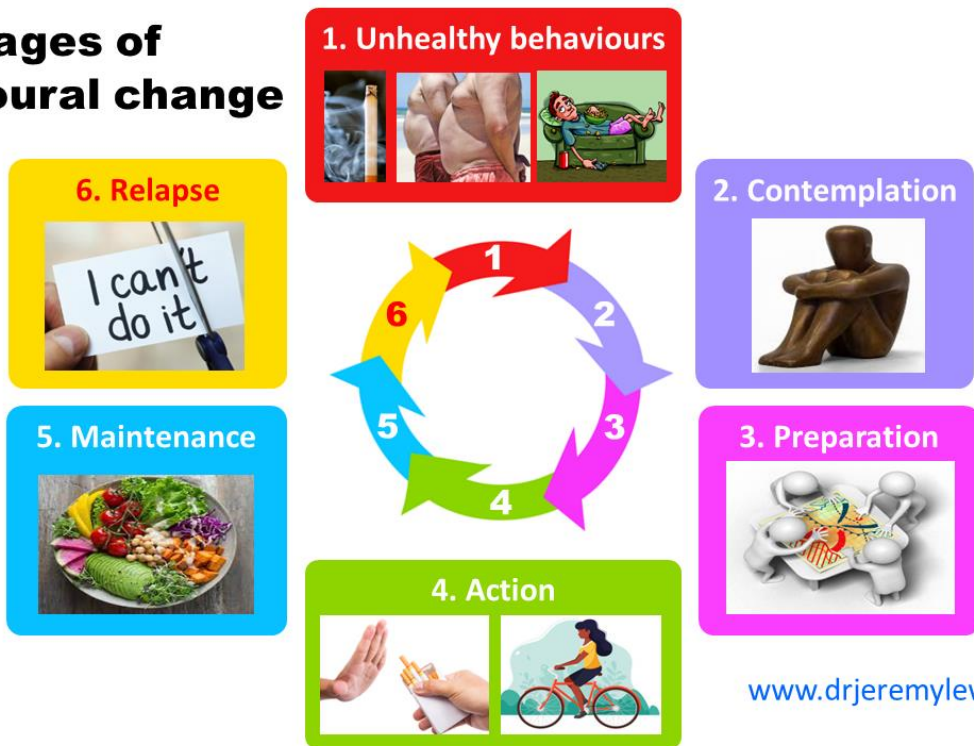 ages of
oural change
1. Unhealthy behaviours
6. Relapse
I can't
do it
2. Contemplation
1
2
3
4
5
6
5. Maintenance
3. Preparation
4. Action
www.drjeremylew